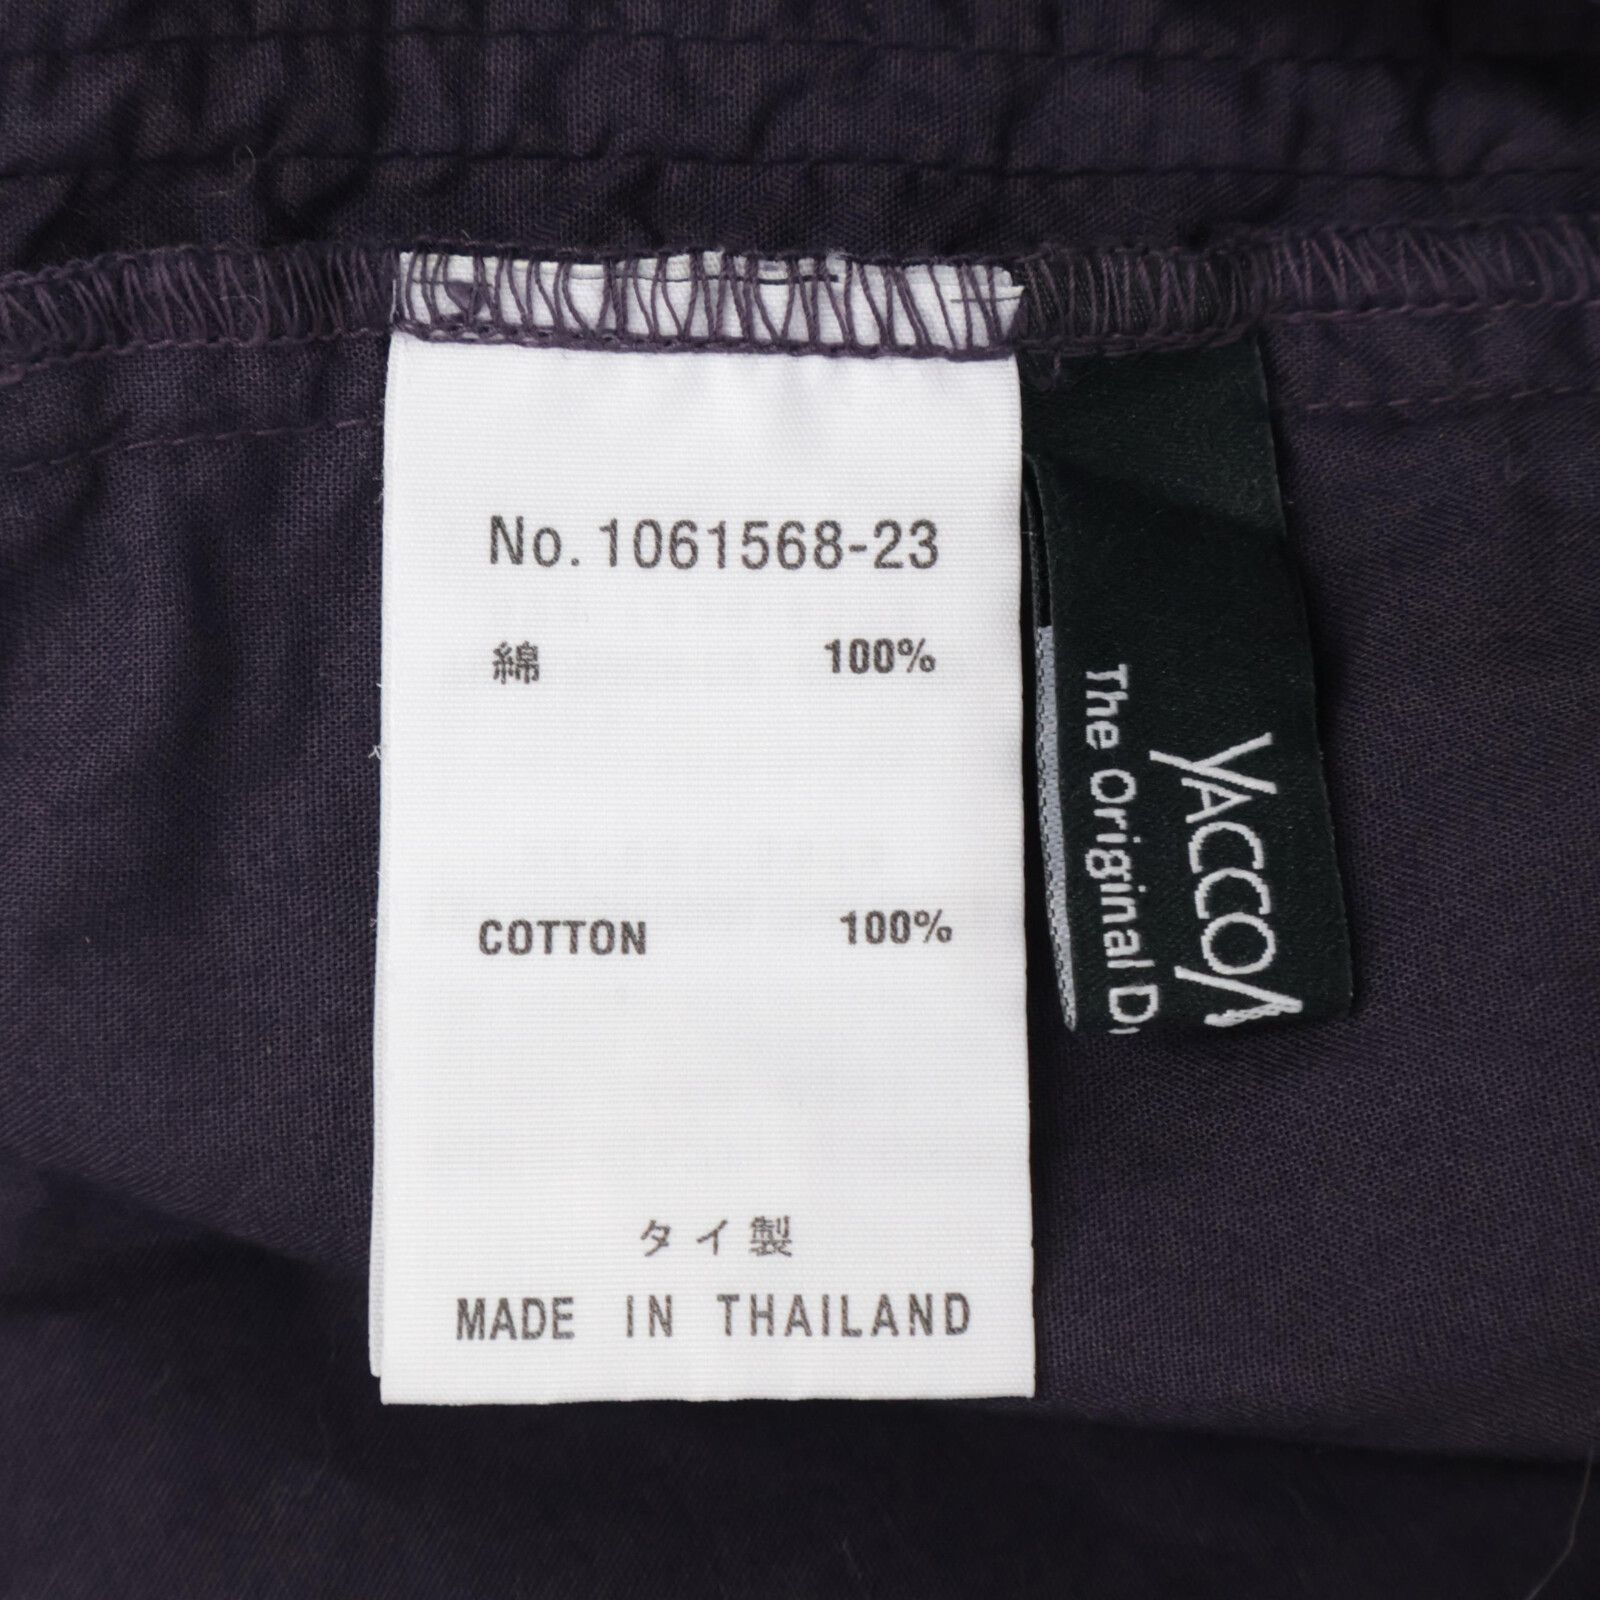 No. 1061568-23
綿 100%
COTTON 100%
タイ製
MADE IN THAILAND
YACCO
The Original